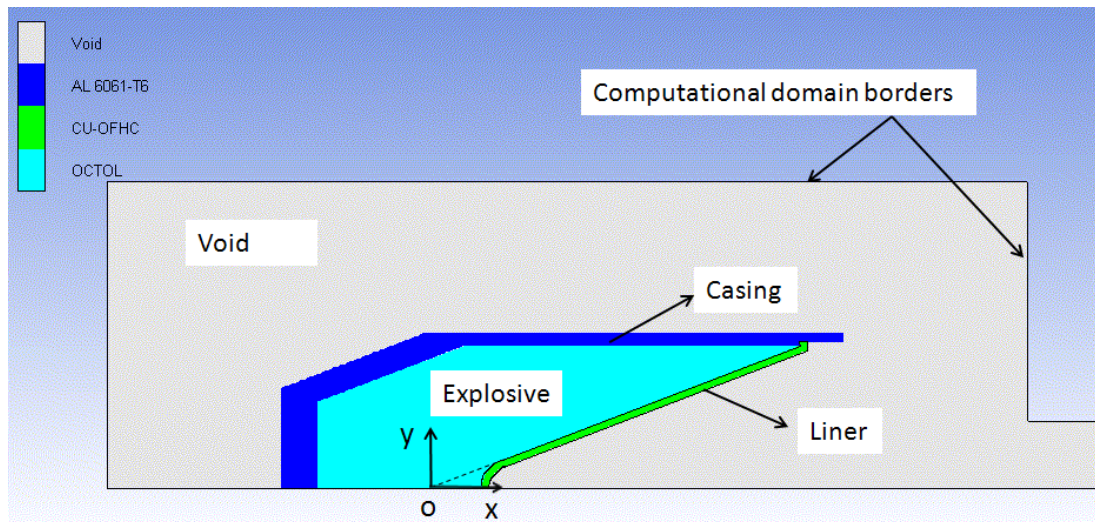 Void
AL 6061-T6
CU-OFHC
OCTOL
Computational domain borders
Void
Casing
Explosive
Liner
y
o
x